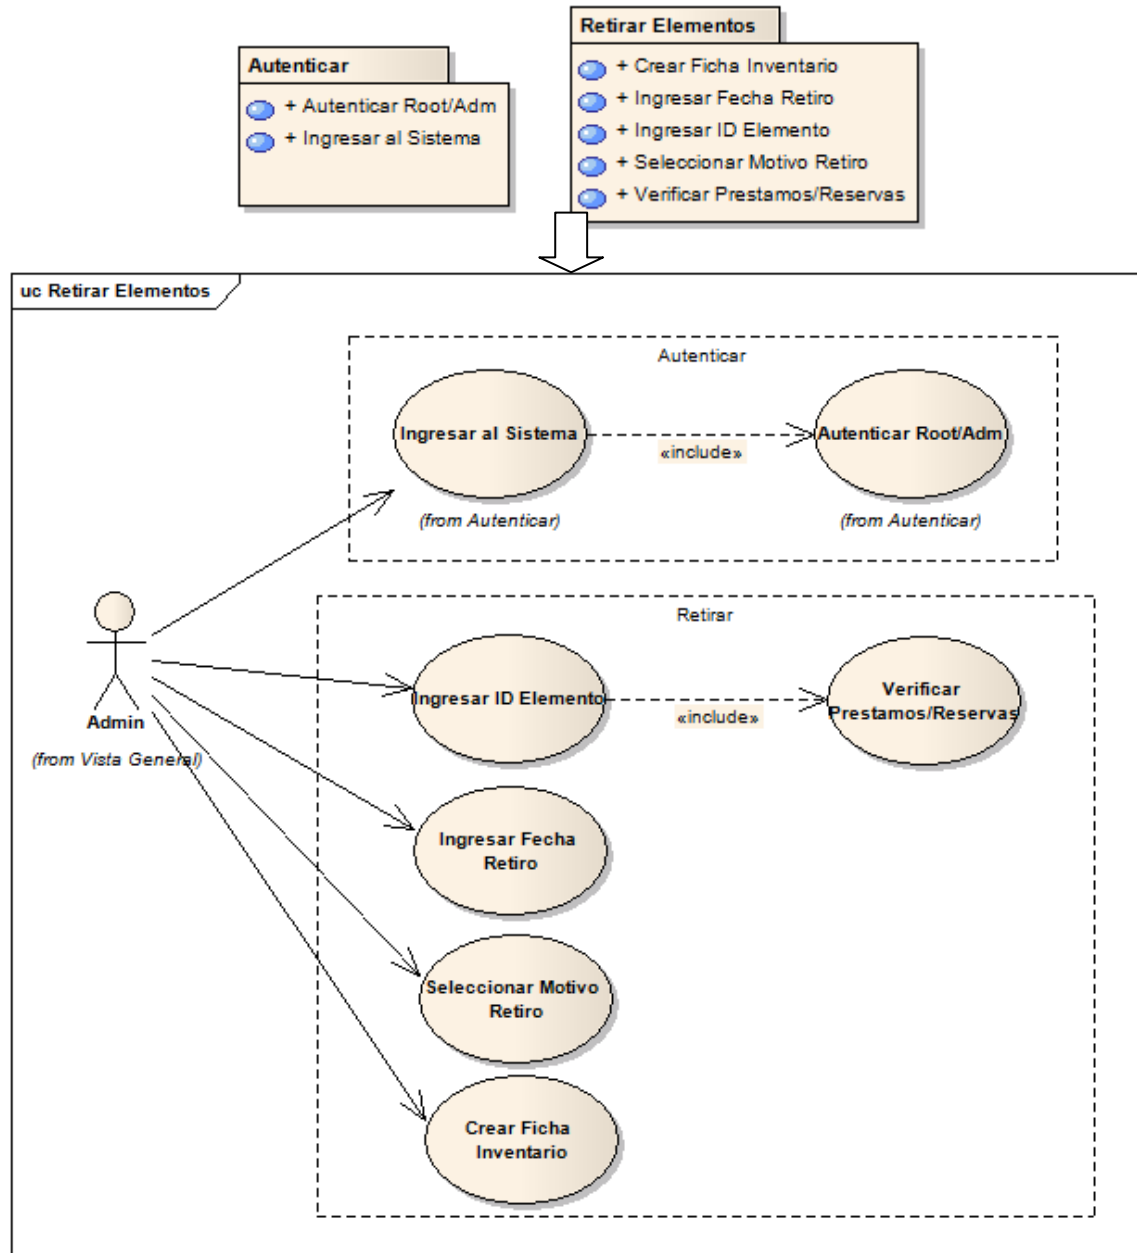 Autenticar
+ Autenticar Root/Adm
+ Ingresar al Sistema
Retirar Elementos
+ Crear Ficha Inventario
+ Ingresar Fecha Retiro
+ Ingresar ID Elemento
+ Seleccionar Motivo Retiro
+ Verificar Prestamos/Reservas
uc Retirar Elementos
Autenticar
Ingresar al Sistema
«include»
Autenticar Root/Adm
(from Autenticar)
(from Autenticar)
Admin
(from Vista General)
Retirar
Ingresar ID Elemento
«include»
Verificar
Prestamos/Reservas
Ingresar Fecha
Retiro
Seleccionar Motivo
Retiro
Crear Ficha
Inventario